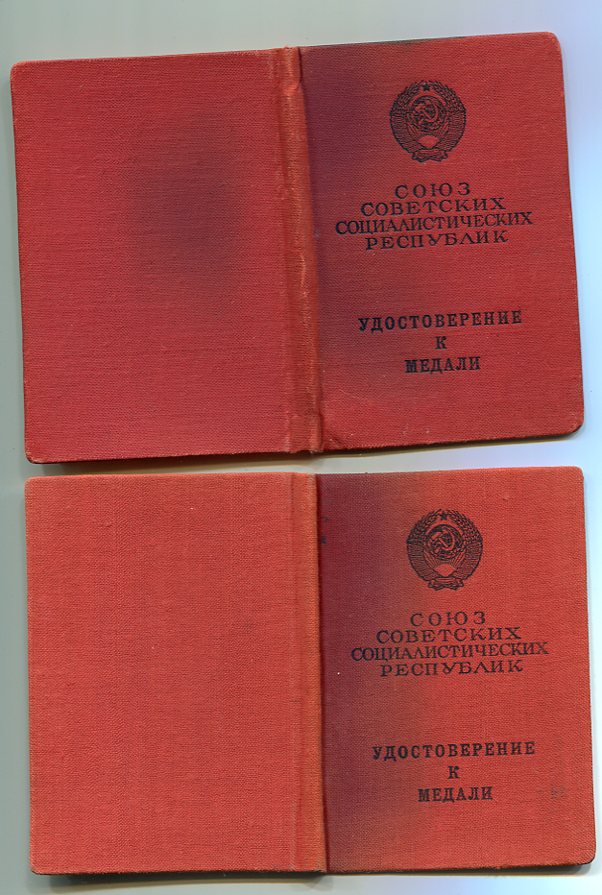 СОЮЗ
СОВЕТСКИХ
СОЦИАЛИСТИЧЕСКИХ
РЕСПУБЛИК
УДОСТОВЕРЕНИЕ
К
МЕДАЛИ
СОЮЗ
СОВЕТСКИХ
СОЦИАЛИСТИЧЕСКИХ
РЕСПУБЛИК
УДОСТОВЕРЕНИЕ
К
МЕДАЛИ